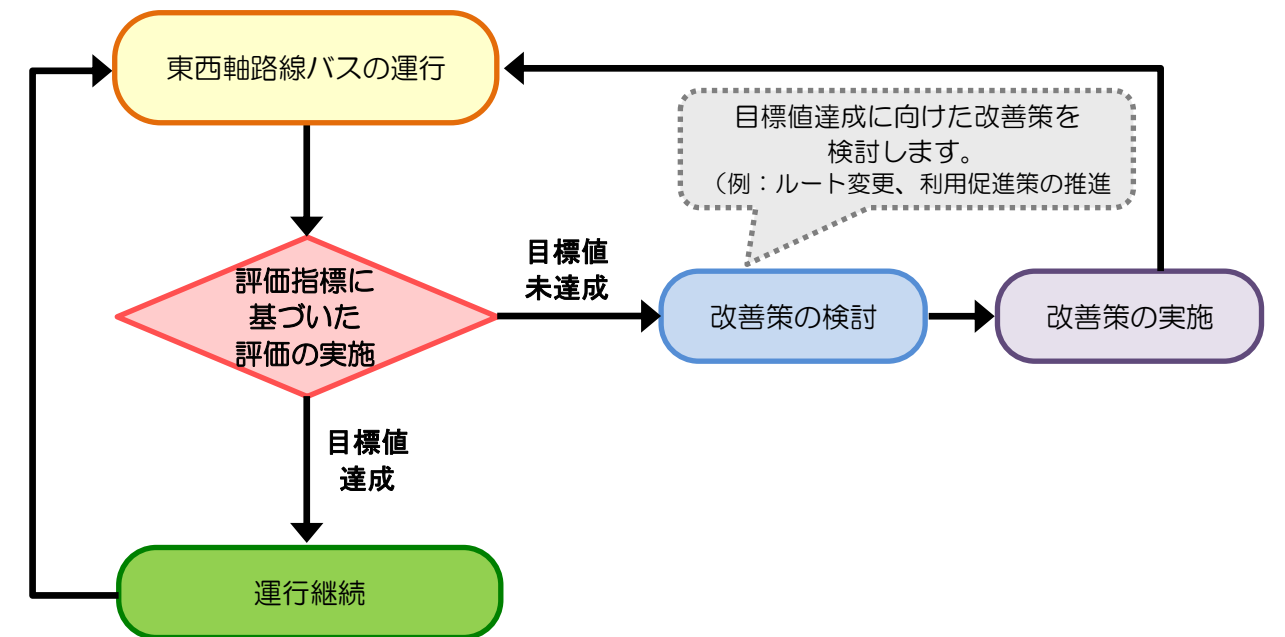 東西軸路線バスの運行
目標値達成に向けた改善策を
検討します。
（例：ルート変更、利用促進策の推進
評価指標に
基づいた
評価の実施
目標値
未達成
改善策の検討
改善策の実施
目標値
達成
運行継続